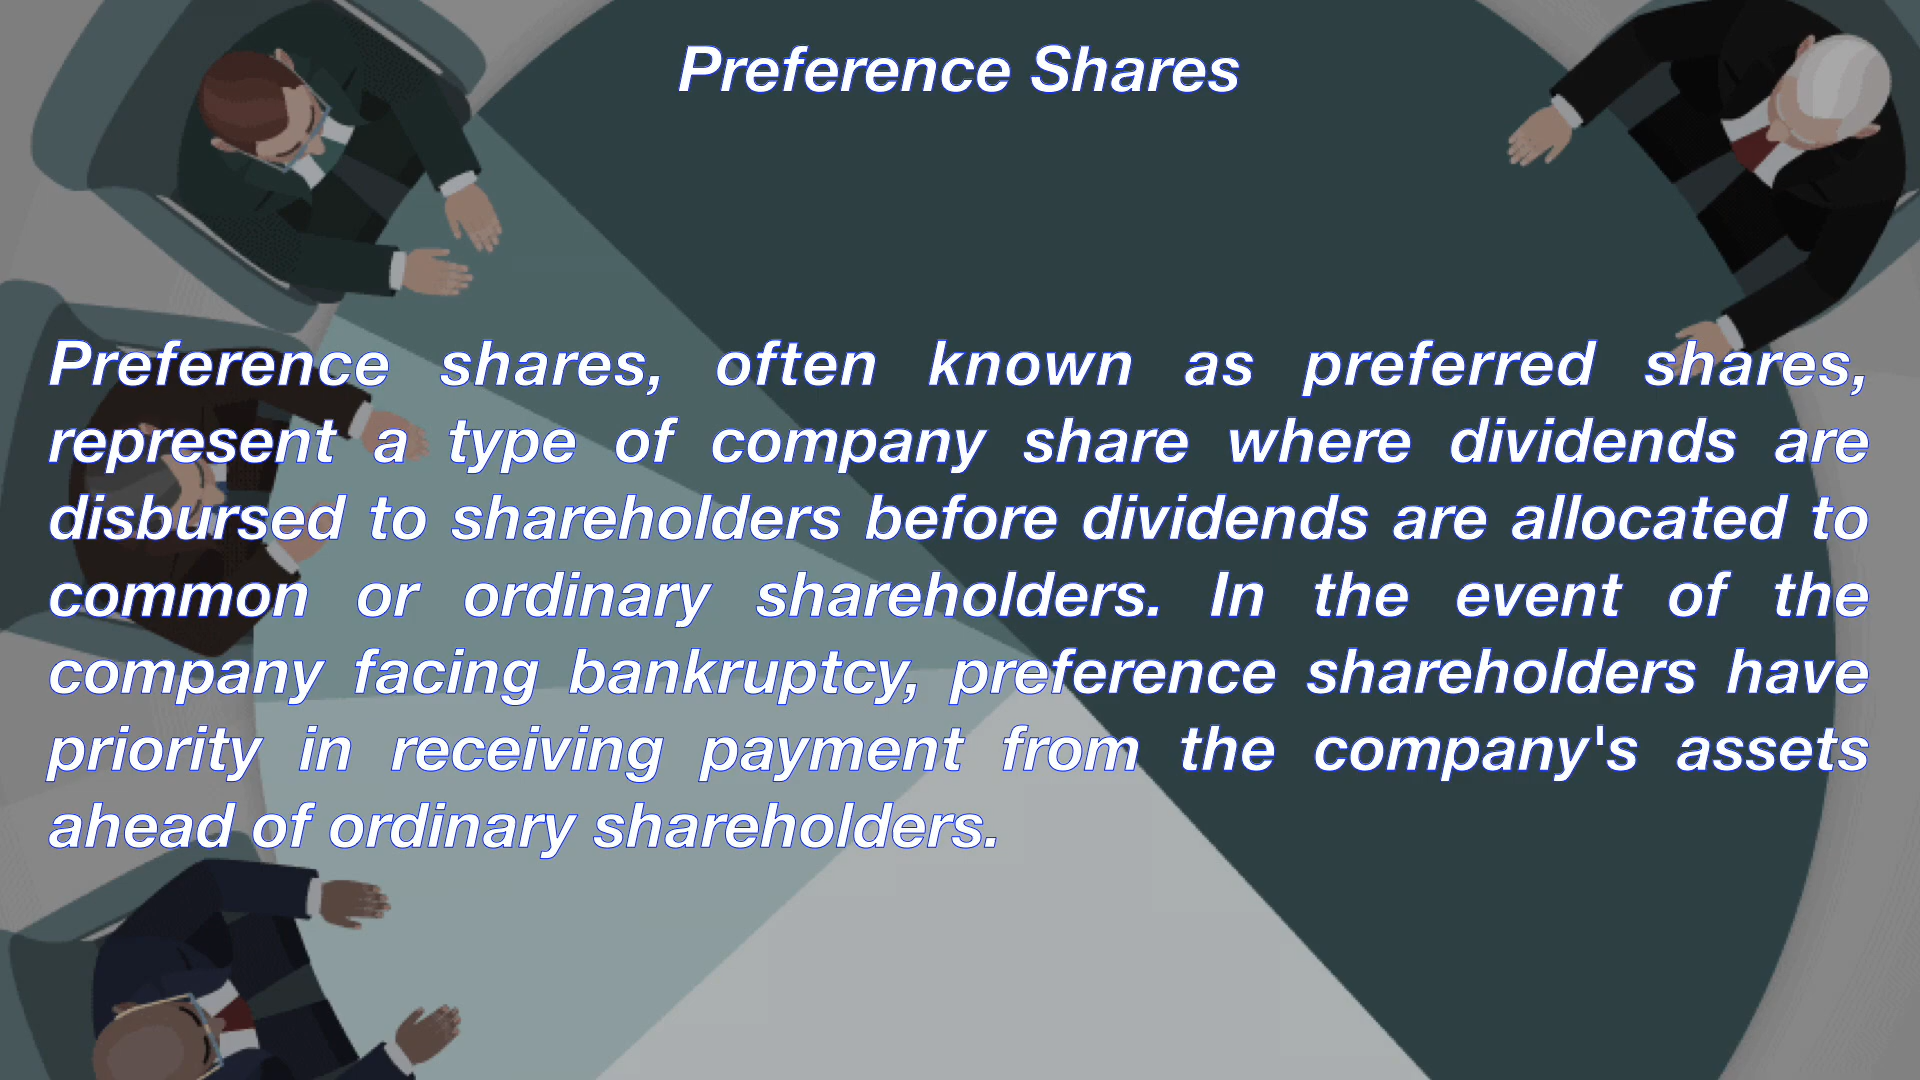 Preference Shares
Preference shares, often known as preferred shares,
represent a type of company share where dividends are
disbursed to shareholders before dividends are allocated to
common or ordinary shareholders. In the event of the
company facing bankruptcy, preference shareholders have
priority in receiving payment from the company's assets
ahead of ordinary shareholders.